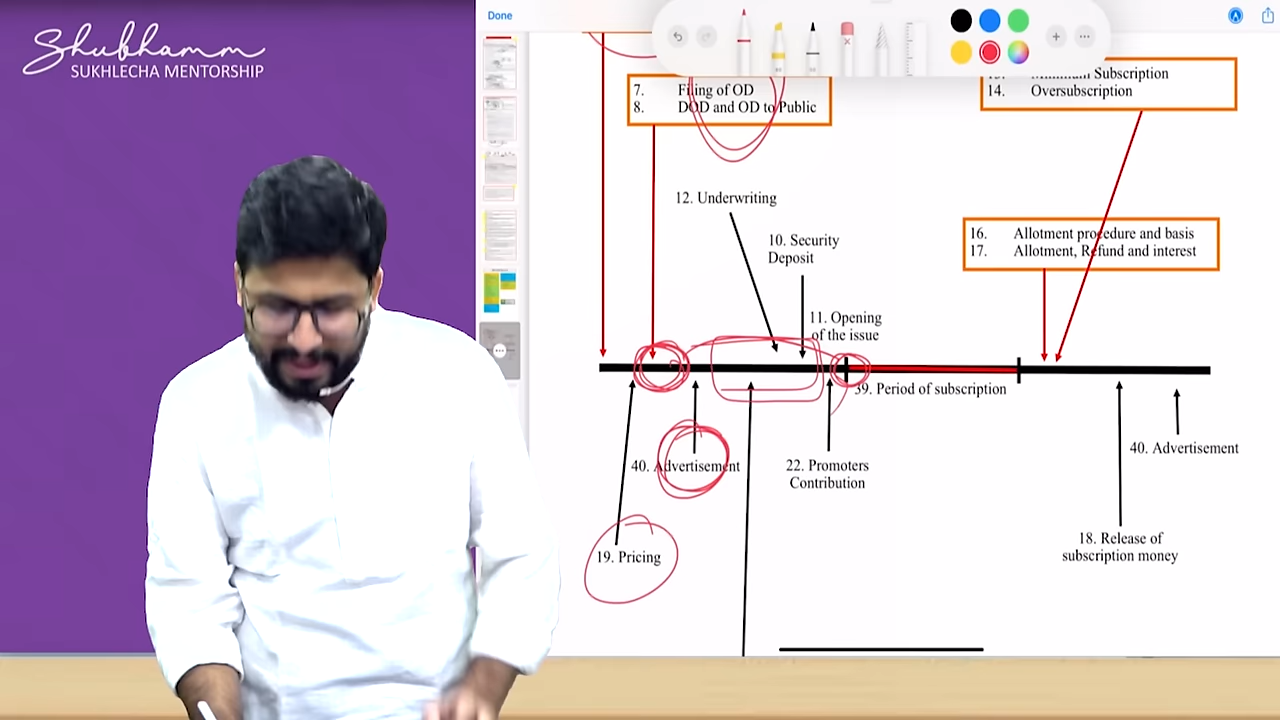 Shubhamm
SUKHLECHA MENTORSHIP
Done
7. Filing of OD
8. DOD and OD to Public
Subscription
14. Oversubscription
12. Underwriting
10. Security
Deposit
16. Allotment procedure and basis
17. Allotment, Refund and interest
11. Opening
of the issue
39. Period of subscription
40. Advertisement
22. Promoters
Contribution
40. Advertisement
19. Pricing
18. Release of
subscription money